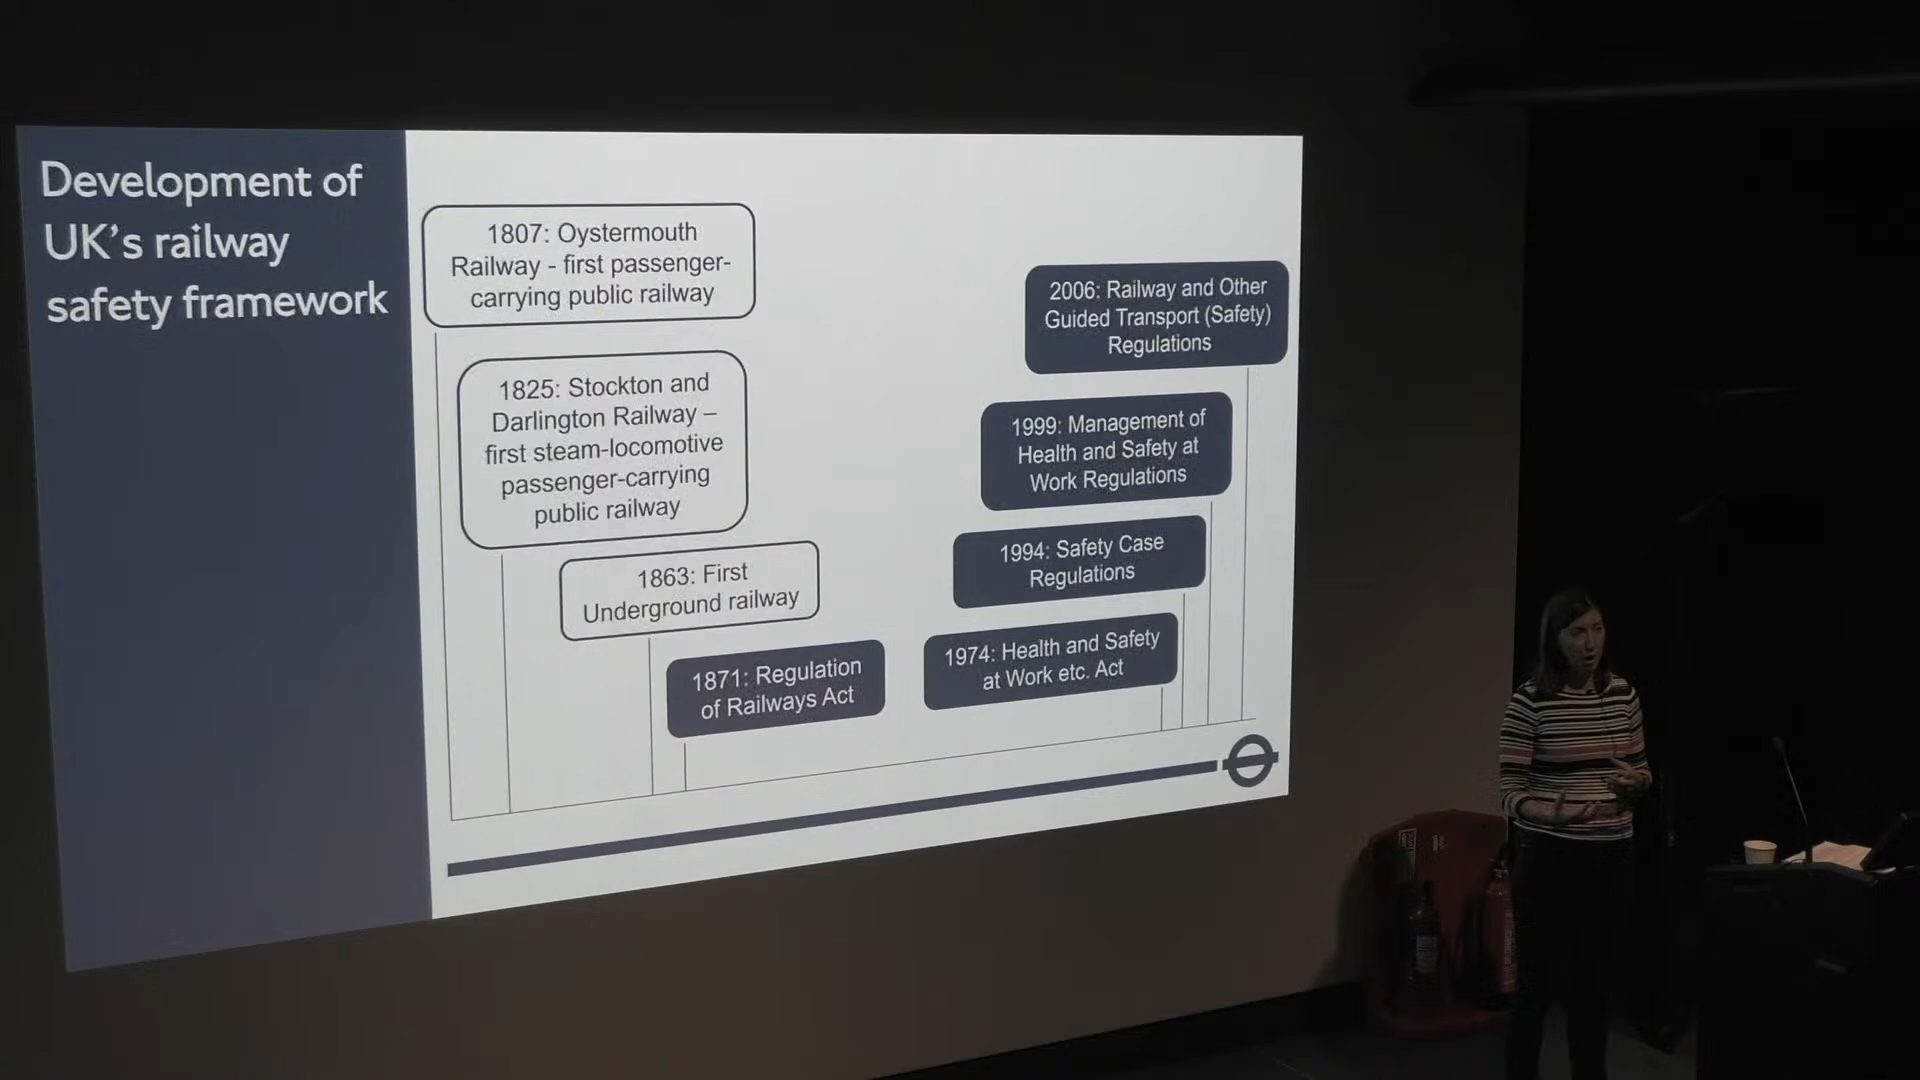 Development of
UK's railway
safety framework
1807: Oystermouth
Railway - first passenger-
carrying public railway
1825: Stockton and
Darlington Railway –
first steam-locomotive
passenger-carrying
public railway
1863: First
Underground railway
1871: Regulation
of Railways Act
2006: Railway and Other
Guided Transport (Safety)
Regulations
1999: Management of
Health and Safety at
Work Regulations
1994: Safety Case
Regulations
1974: Health and Safety
at Work etc. Act